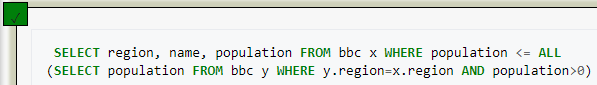 SELECT region, name, population FROM bbc x WHERE population <= ALL
(SELECT population FROM bbc y WHERE y.region=x.region AND population>0)